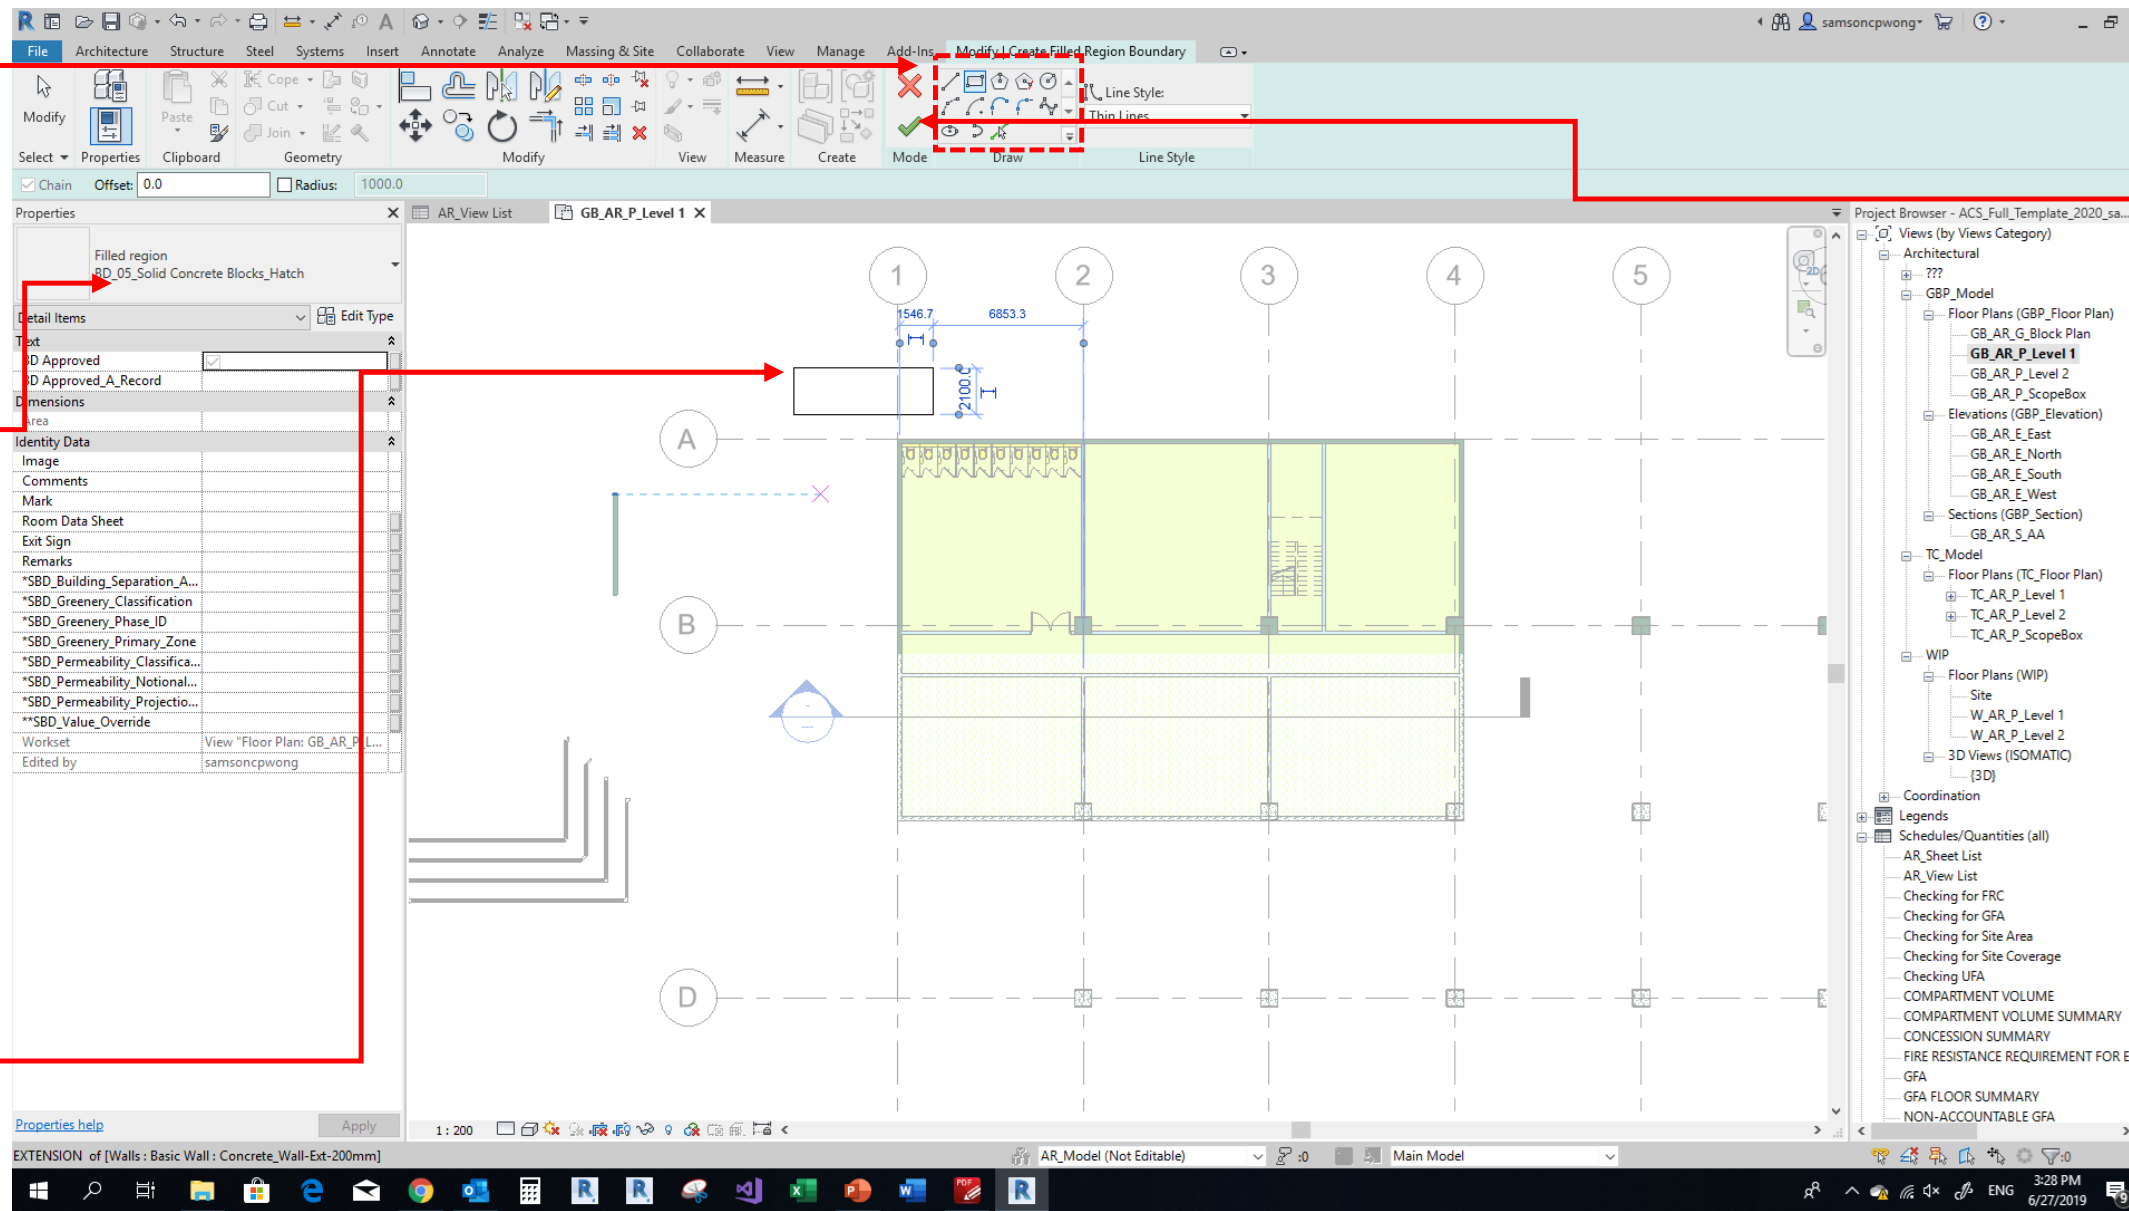 samsoncpwong
File Architecture Structure Steel Systems Insert Annotate Analyze Massing & Site Collaborate View Manage Add-Ins Modify | Create Filled Region Boundary
Modify
Paste
Cope
Cut
Join
Line Style:
Thin Lines
Select Properties Clipboard Geometry Modify View Measure Create Mode Draw Line Style
Chain Offset: 0.0 Radius: 1000.0
Properties
AR_View List
GB_AR_P_Level 1
Project Browser - ACS_Full_Template_2020_sa...
Filled region
BD_05_Solid Concrete Blocks_Hatch
Detail Items
Edit Type
Text
BD Approved
BD Approved_A_Record
Dimensions
Area
Identity Data
Image
Comments
Mark
Room Data Sheet
Exit Sign
Remarks
*SBD_Building_Separation_A...
*SBD_Greenery_Classification
*SBD_Greenery_Phase_ID
*SBD_Greenery_Primary_Zone
*SBD_Permeability_Classifica...
*SBD_Permeability_Notional...
*SBD_Permeability_Projectio...
**SBD_Value_Override
Workset View "Floor Plan: GB_AR_P_L...
Edited by samsoncpwong
Properties help
Apply
1 2 3 4 5
1546.7 6853.3
2100.0
A
B
D
2D
Views (by Views Category)
Architectural
???
GBP_Model
Floor Plans (GBP_Floor Plan)
GB_AR_G_Block Plan
GB_AR_P_Level 1
GB_AR_P_Level 2
GB_AR_P_ScopeBox
Elevations (GBP_Elevation)
GB_AR_E_East
GB_AR_E_North
GB_AR_E_South
GB_AR_E_West
Sections (GBP_Section)
GB_AR_S_AA
TC_Model
Floor Plans (TC_Floor Plan)
TC_AR_P_Level 1
TC_AR_P_Level 2
TC_AR_P_ScopeBox
WIP
Floor Plans (WIP)
Site
W_AR_P_Level 1
W_AR_P_Level 2
3D Views (ISOMATIC)
{3D}
Coordination
Legends
Schedules/Quantities (all)
AR_Sheet List
AR_View List
Checking for FRC
Checking for GFA
Checking for Site Area
Checking for Site Coverage
Checking UFA
COMPARTMENT VOLUME
COMPARTMENT VOLUME SUMMARY
CONCESSION SUMMARY
FIRE RESISTANCE REQUIREMENT FOR E
GFA
GFA FLOOR SUMMARY
NON-ACCOUNTABLE GFA
1 : 200
EXTENSION of [Walls : Basic Wall : Concrete_Wall-Ext-200mm]
AR_Model (Not Editable)
:0
Main Model
:0
ENG
3:28 PM
6/27/2019